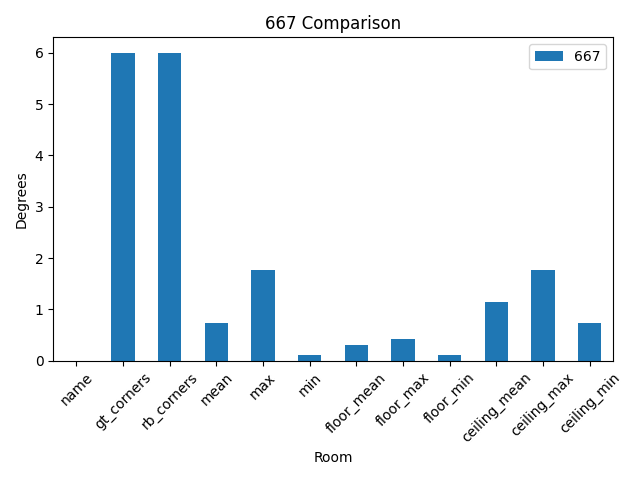 667 Comparison
667
Degrees
6
5
4
3
2
1
0
name
gt_corners
rb_corners
mean
max
min
floor_mean
floor_max
floor_min
ceiling_mean
ceiling_max
ceiling_min
Room